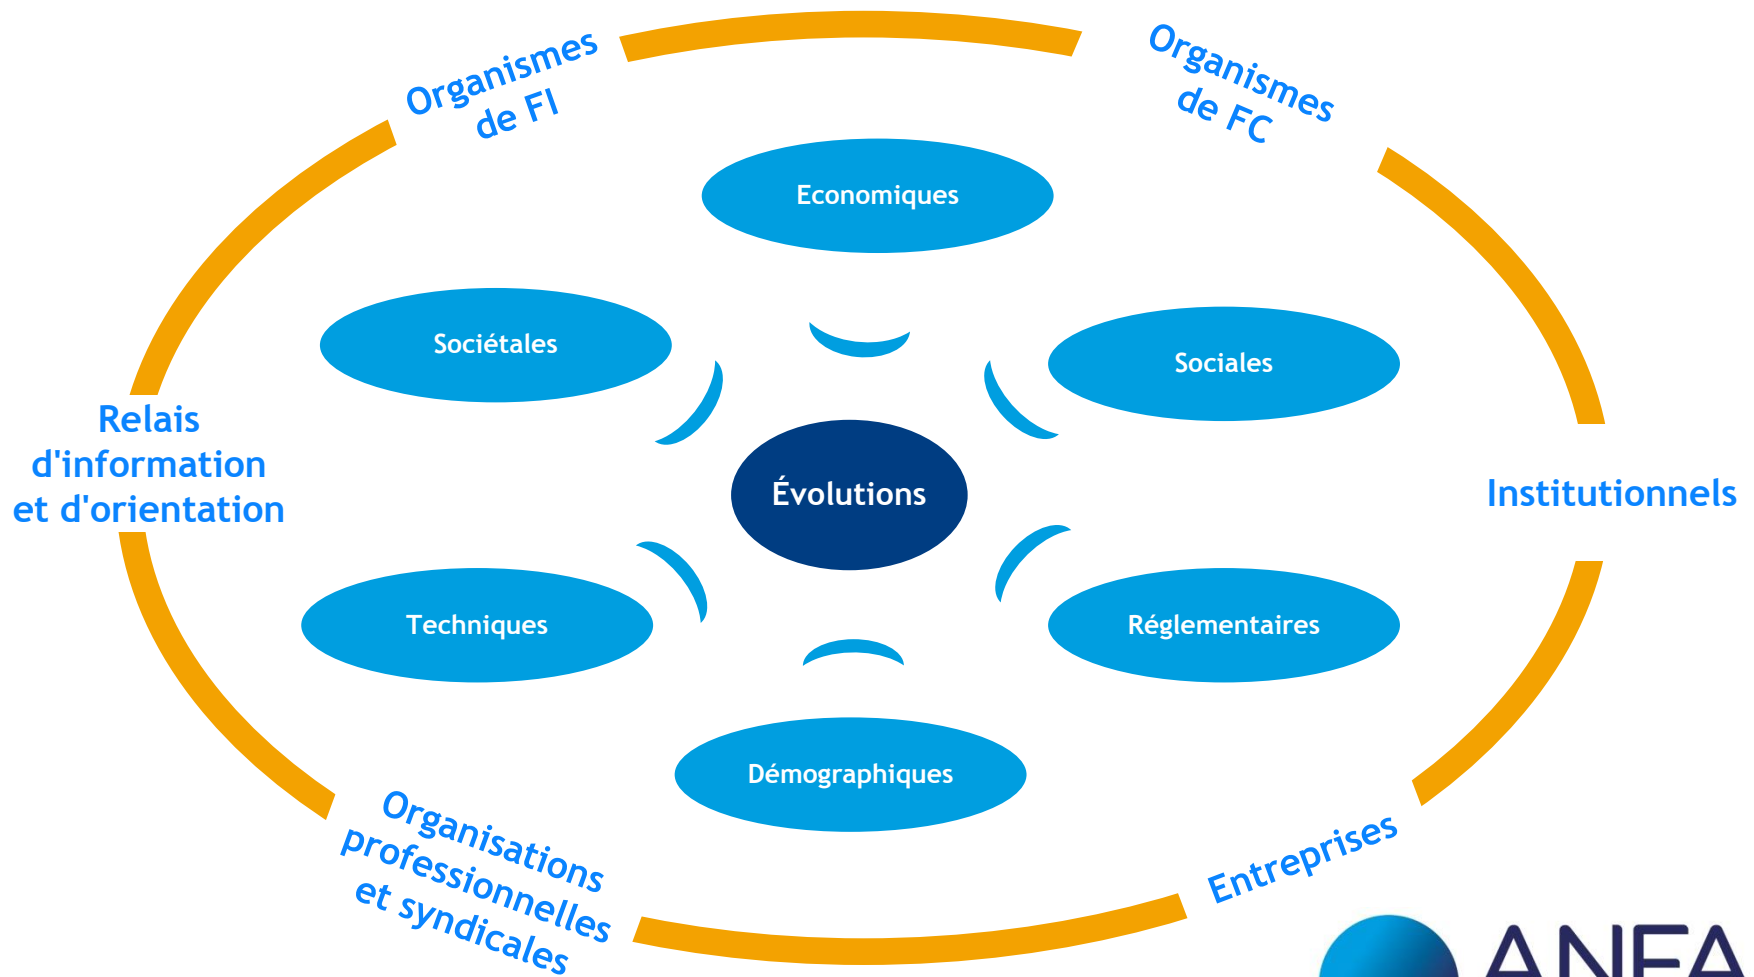 Organismes
de FI
Organismes
de FC
Economiques
Sociétales
Sociales
Relais
d'information
et d'orientation
Évolutions
Institutionnels
Techniques
Réglementaires
Démographiques
Organisations
professionnelles
et syndicales
Entreprises
ANFA